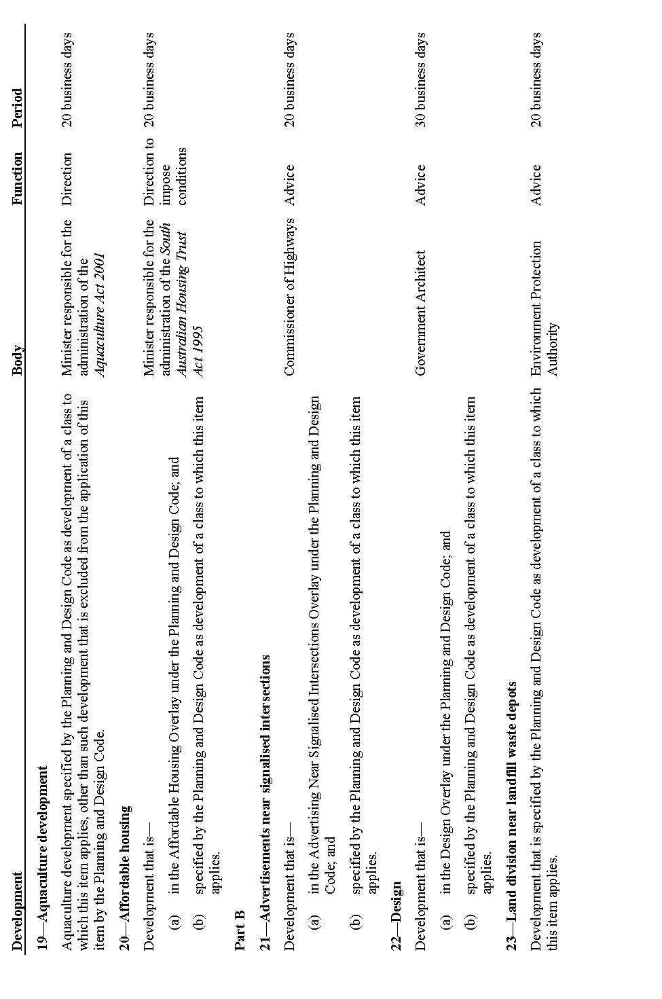 Development Body Function Period
19—Aquaculture development
Aquaculture development specified by the Planning and Design Code as development of a class to Minister responsible for the Direction 20 business days
which this item applies, other than such development that is excluded from the application of this administration of the
item by the Planning and Design Code. Aquaculture Act 2001
20—Affordable housing
Development that is— Minister responsible for the Direction to 20 business days
administration of the South impose
(a) in the Affordable Housing Overlay under the Planning and Design Code; and Australian Housing Trust conditions
(b) specified by the Planning and Design Code as development of a class to which this item Act 1995
applies.
Part B
21—Advertisements near signalised intersections
Development that is— Commissioner of Highways Advice 20 business days
(a) in the Advertising Near Signalised Intersections Overlay under the Planning and Design
Code; and
(b) specified by the Planning and Design Code as development of a class to which this item
applies.
22—Design
Development that is— Government Architect Advice 30 business days
(a) in the Design Overlay under the Planning and Design Code; and
(b) specified by the Planning and Design Code as development of a class to which this item
applies.
23—Land division near landfill waste depots
Development that is specified by the Planning and Design Code as development of a class to which Environment Protection Advice 20 business days
this item applies. Authority